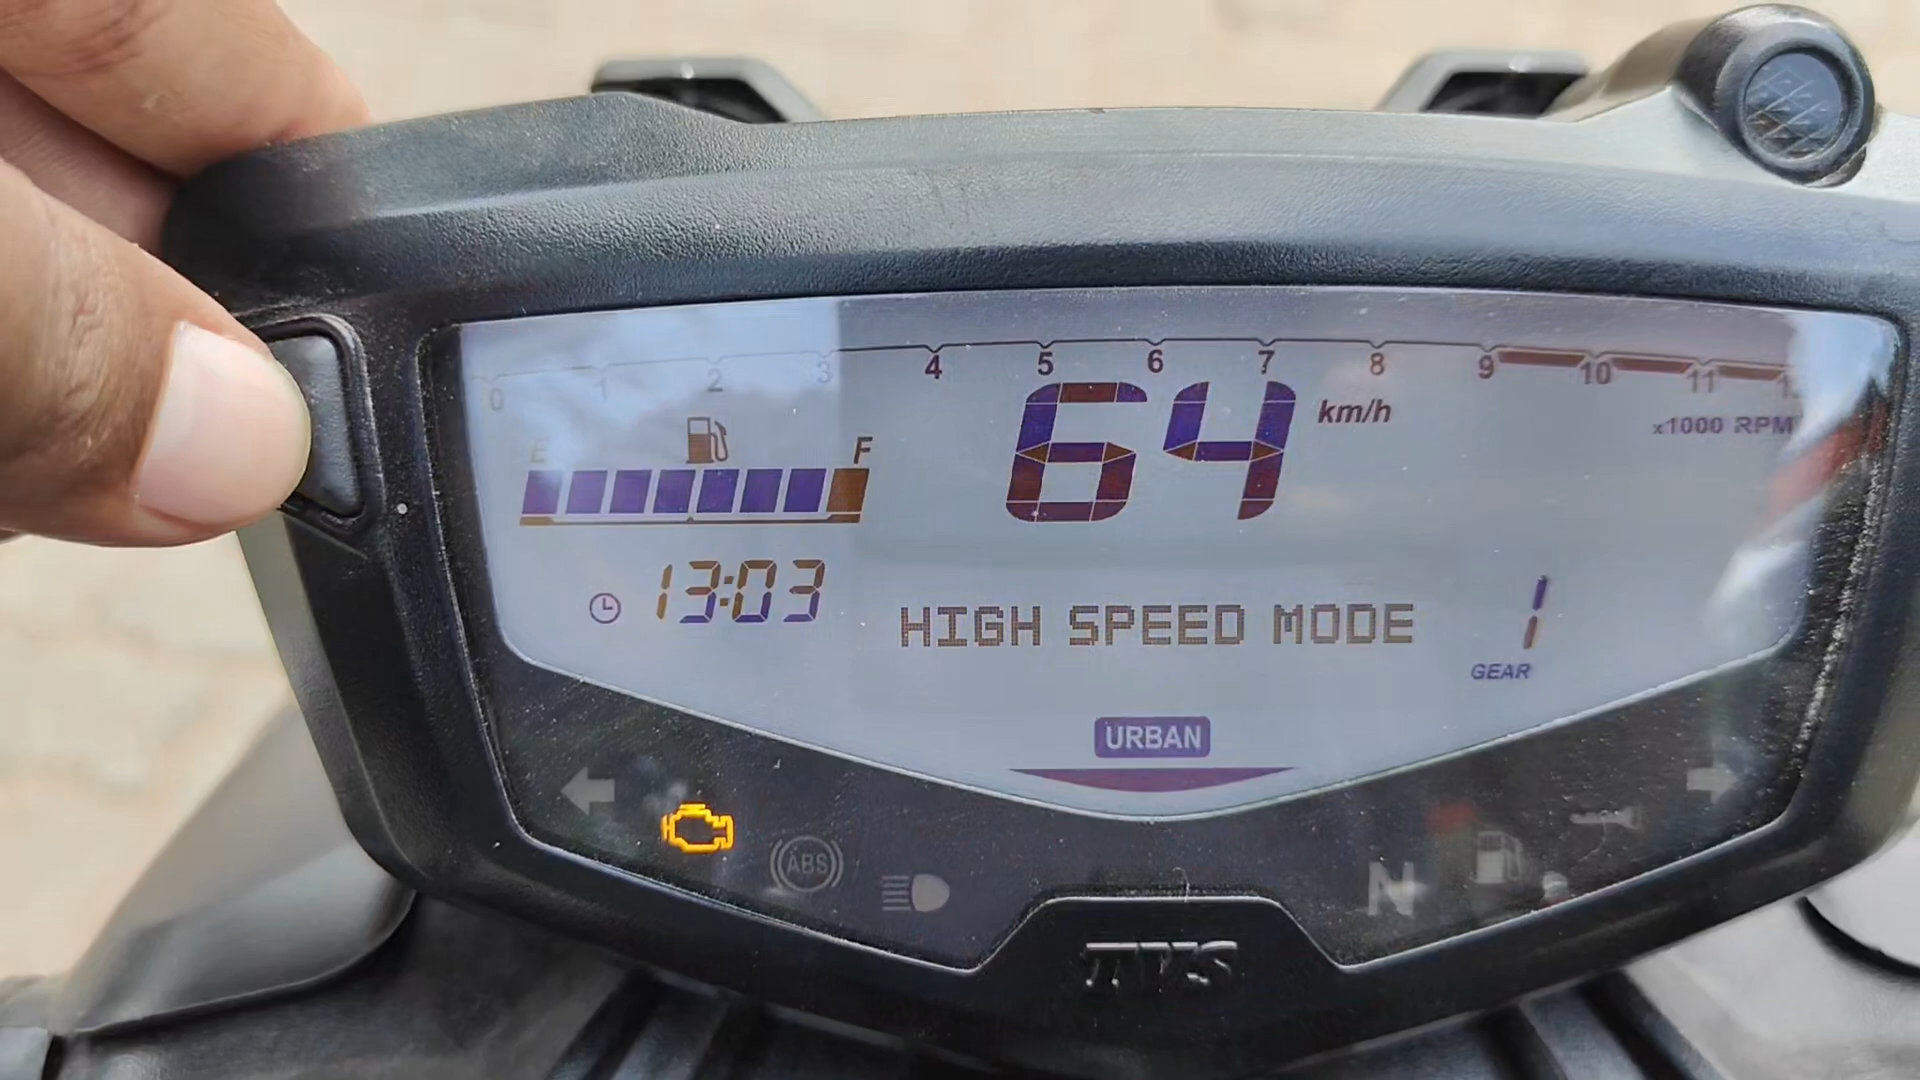 0 1 2 3 4 5 6 7 8 9 10 11
x1000 RPM
E F
64 km/h
13:03
HIGH SPEED MODE
1
GEAR
URBAN
ABS
N
TVS